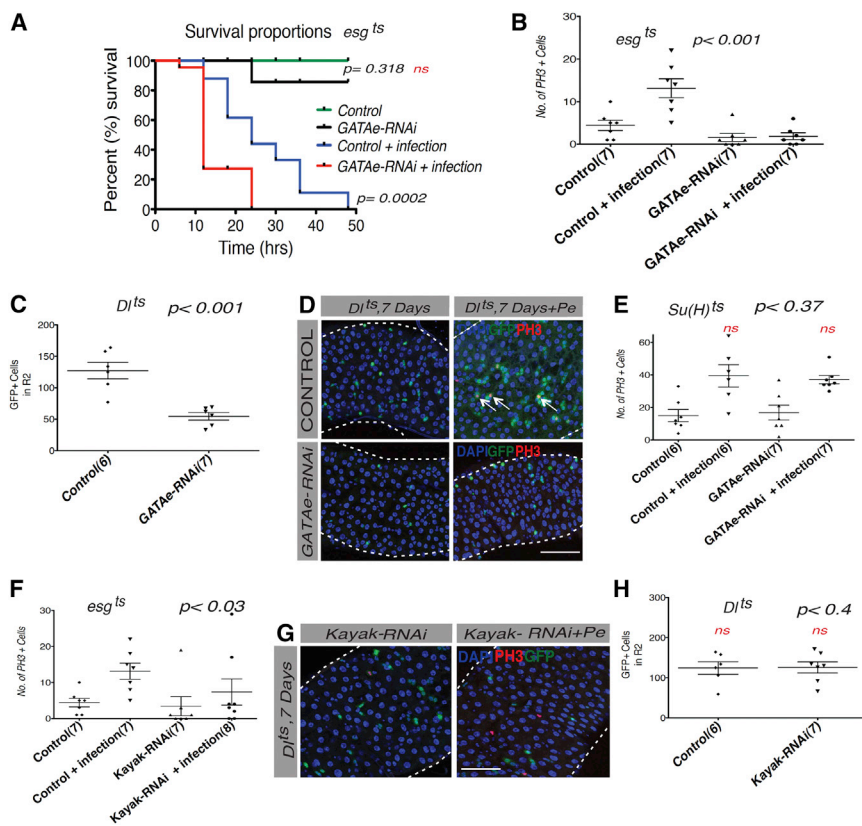 A
Survival proportions esg ts
Percent (%) survival
100
80
60
40
20
0
0 10 20 30 40 50
Time (hrs)
p= 0.318 ns
Control
GATAe-RNAi
Control + infection
GATAe-RNAi + infection
p= 0.0002
B
esg ts p< 0.001
No. of PH3 + Cells
30
20
10
0
Control(7)
Control + infection(7)
GATAe-RNAi(7)
GATAe-RNAi + infection(7)
C
Dl ts p< 0.001
GFP+ Cells
in R2
200
150
100
50
0
Control(6)
GATAe-RNAi(7)
D
Dl ts, 7 Days
Dl ts, 7 Days+Pe
CONTROL
GFP PH3
GATAe-RNAi
DAPI GFP PH3
E
Su(H) ts p< 0.37
No. of PH3 + Cells
80
60
40
20
0
ns
ns
Control(6)
Control + infection(6)
GATAe-RNAi(7)
GATAe-RNAi + infection(7)
F
esg ts p< 0.03
No. of PH3 + Cells
30
20
10
0
Control(7)
Control + infection(7)
Kayak-RNAi(7)
Kayak-RNAi + infection(8)
G
Kayak-RNAi
Kayak- RNAi+Pe
Dl ts, 7 Days
DAPI PH3 GFP
H
Dl ts p< 0.4
GFP+ Cells
in R2
300
200
100
0
ns
ns
Control(6)
Kayak-RNAi(7)